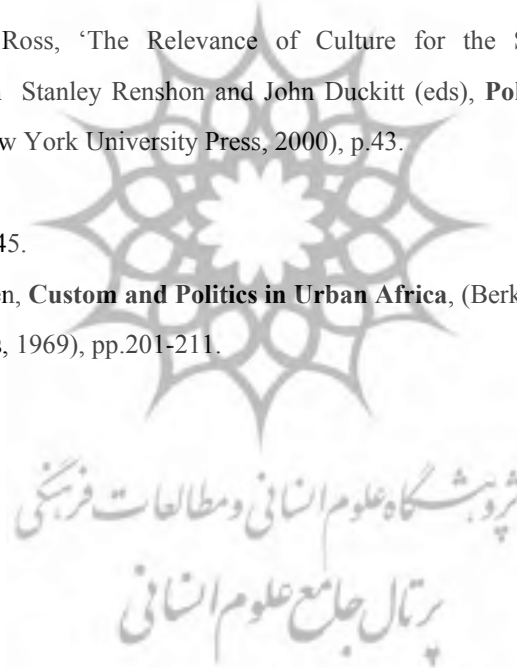 Ross, ‘The Relevance of Culture for the S
Stanley Renshon and John Duckitt (eds), Pol
w York University Press, 2000), p.43.
45.
en, Custom and Politics in Urban Africa, (Berk
s, 1969), pp.201-211.
پژوهشگاه علوم انسانی و مطالعات فرهنگی
پرتال جامع علوم انسانی